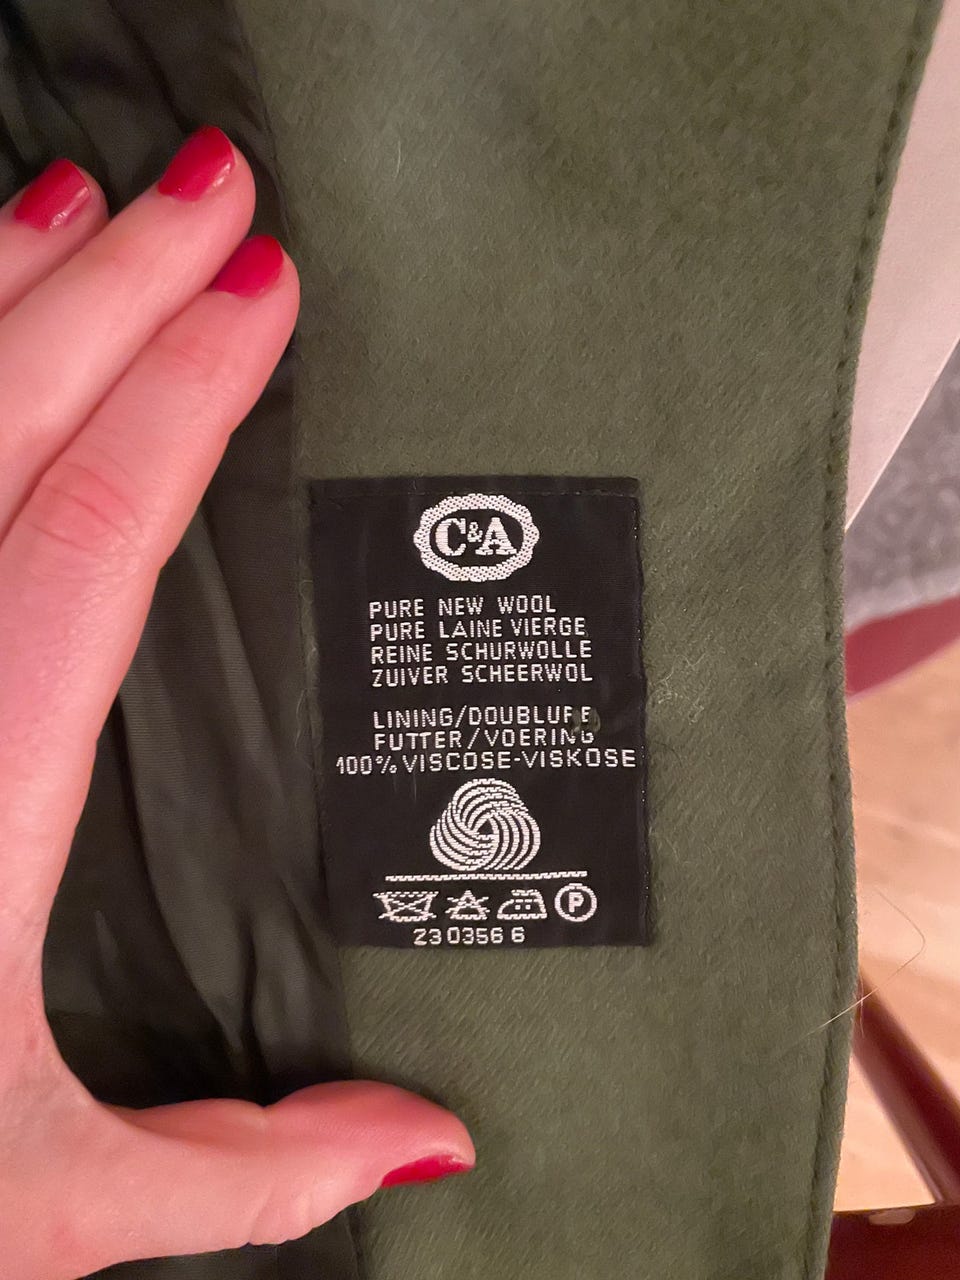 C&A
PURE NEW WOOL
PURE LAINE VIERGE
REINE SCHURWOLLE
ZUIVER SCHEERWOL
LINING/DOUBLURE
FUTTER/VOERING
100% VISCOSE-VISKOSE
P
23 0356 6